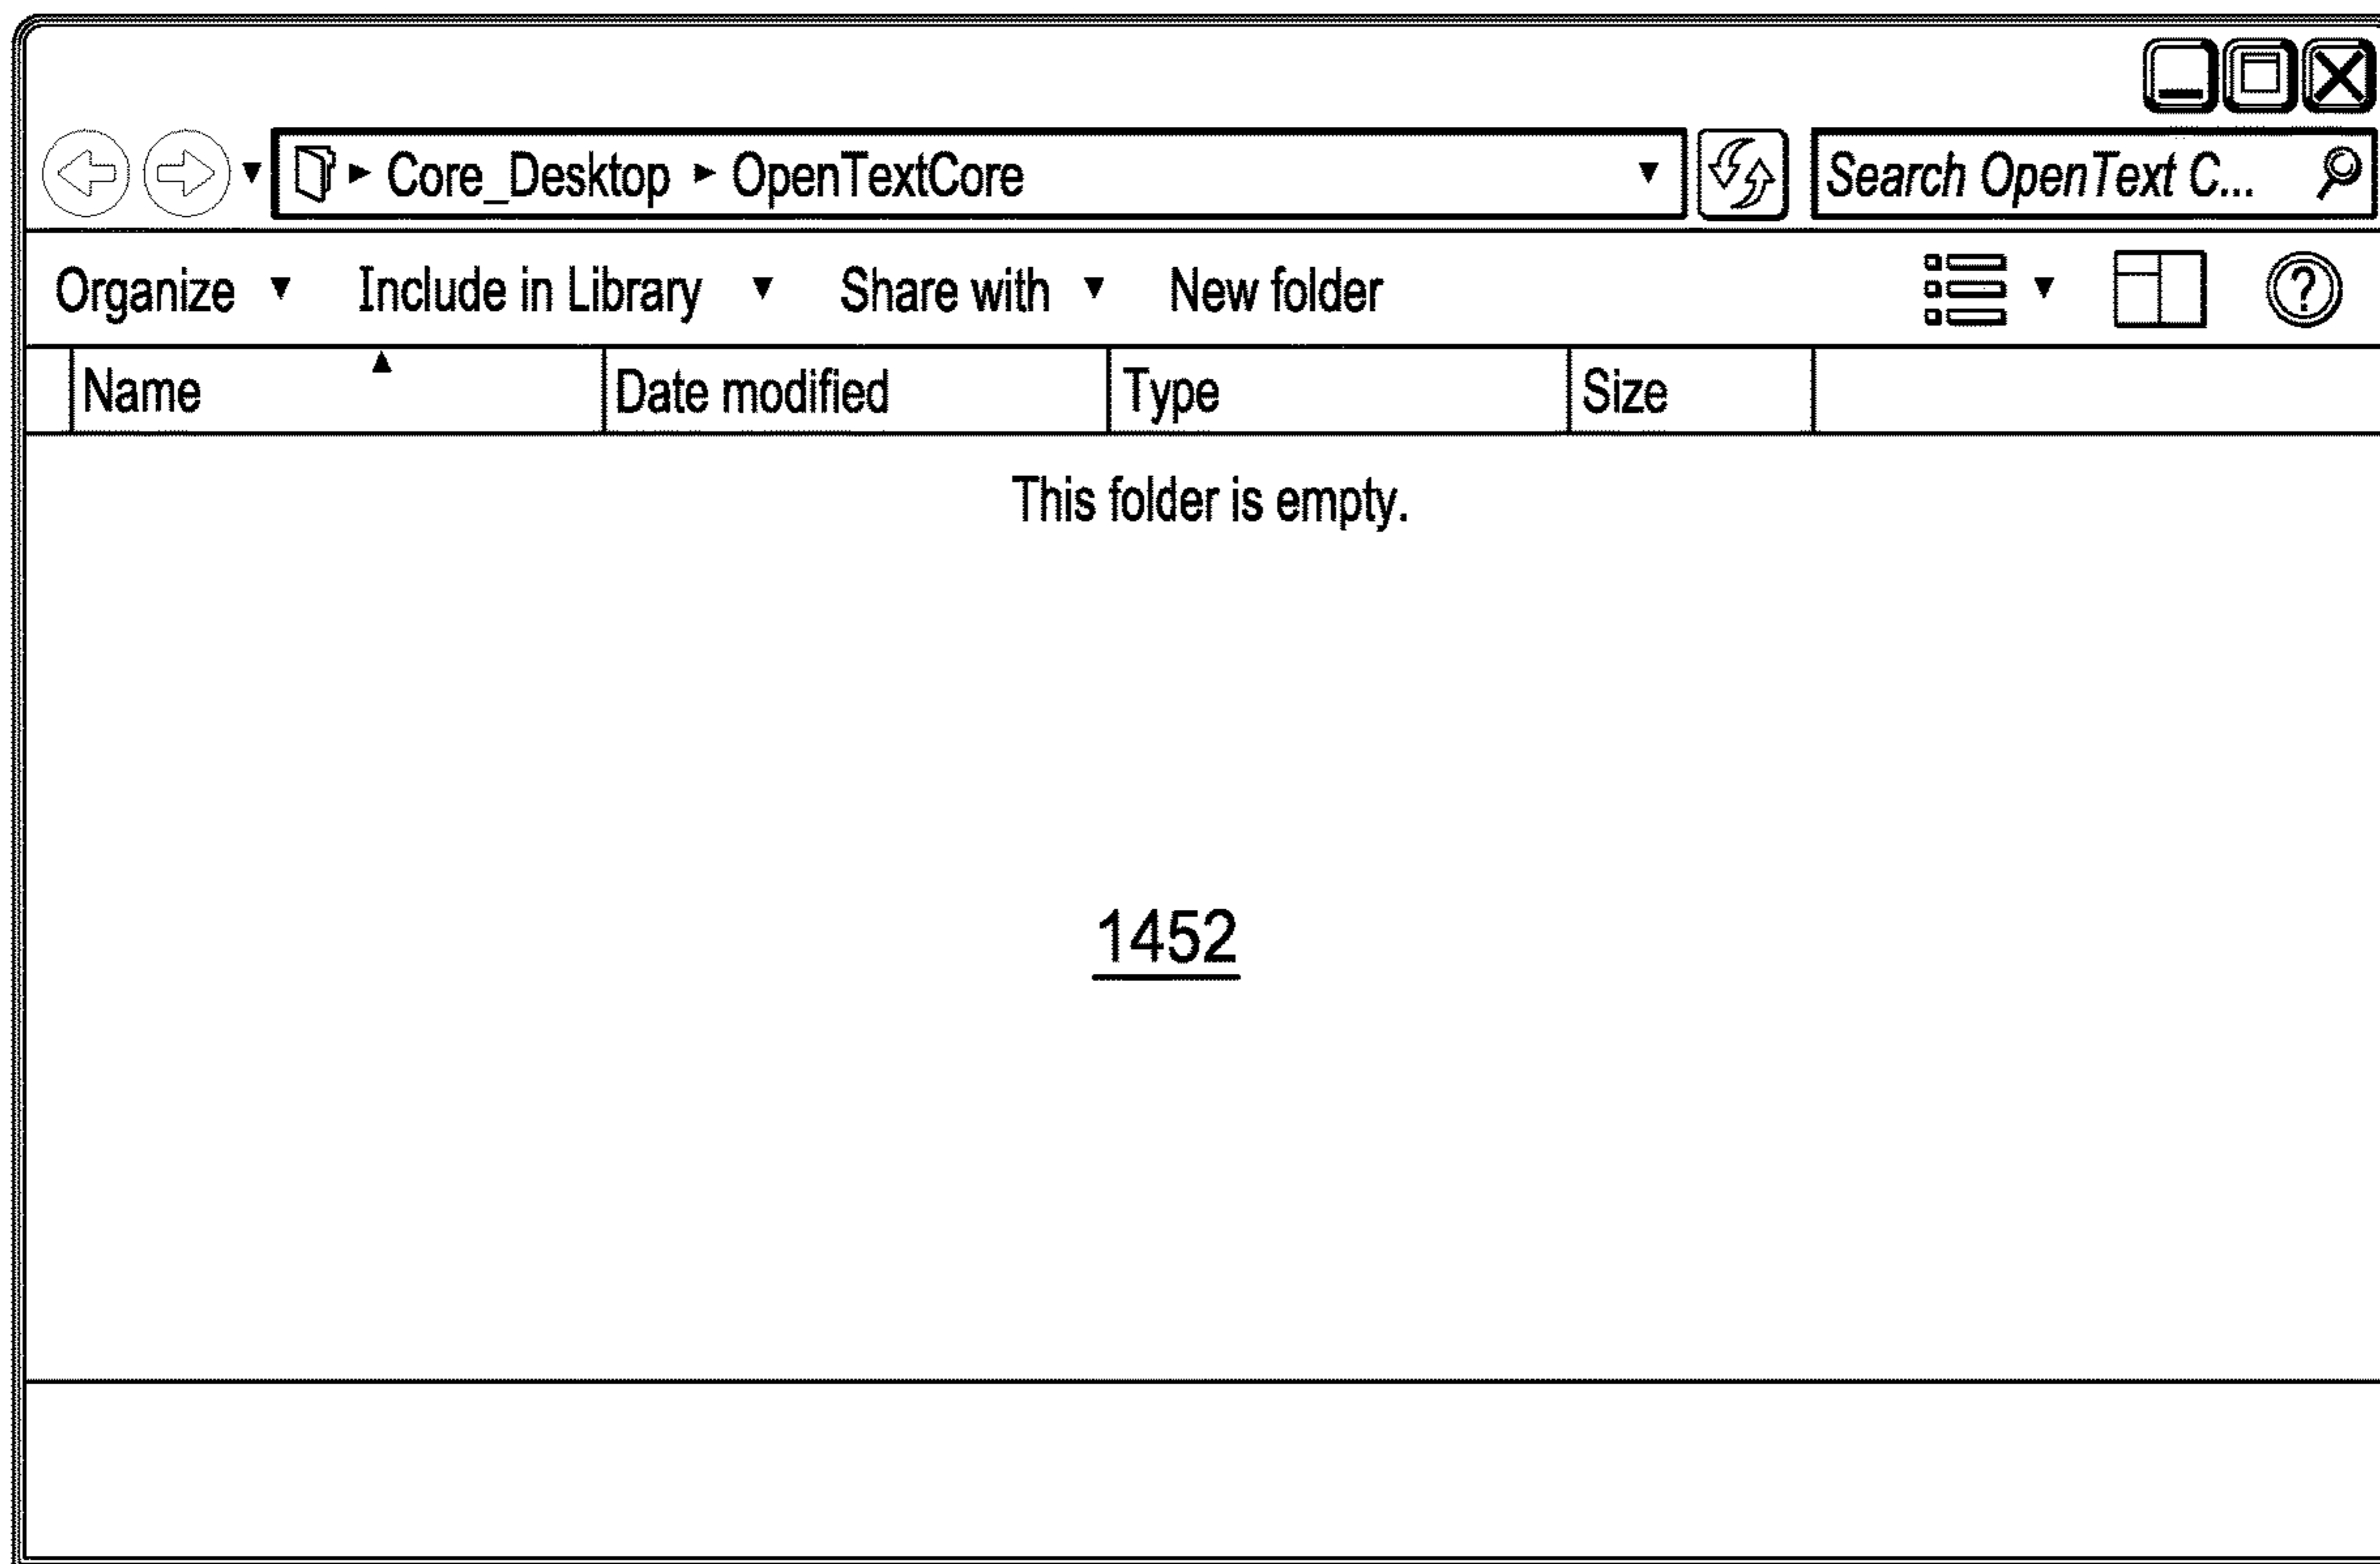 Core_Desktop OpenTextCore Search OpenText C...
Organize Include in Library Share with New folder
Name Date modified Type Size
This folder is empty.
1452